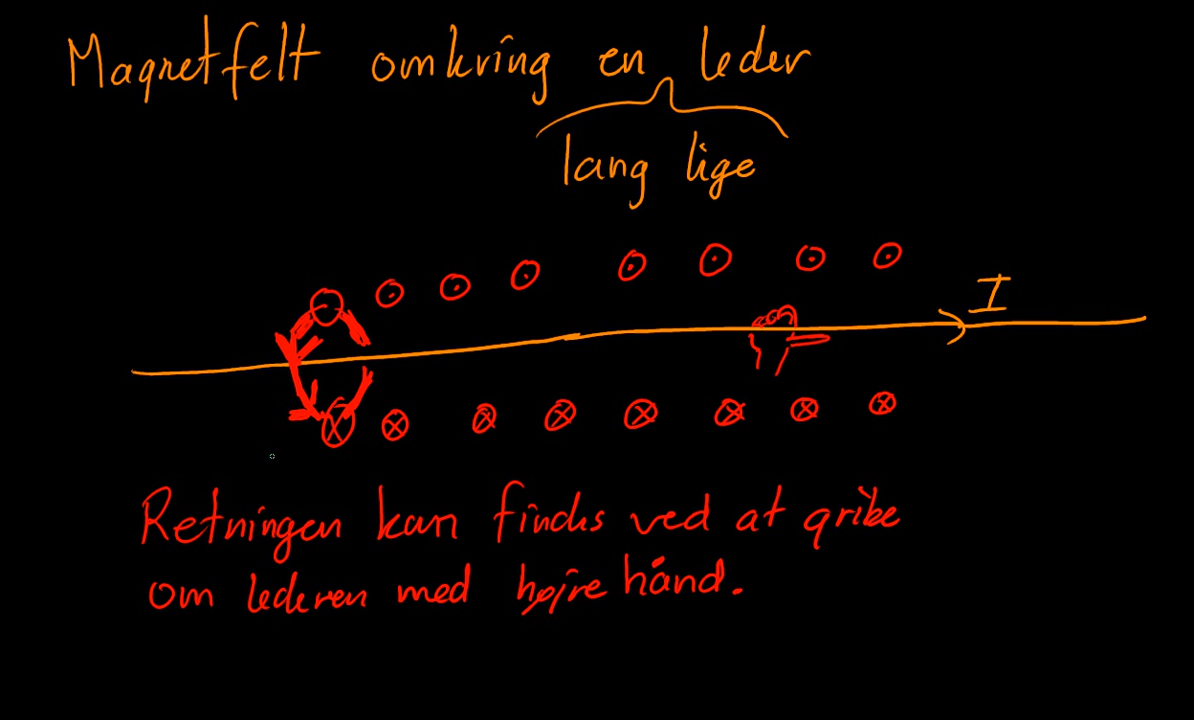 Magnetfelt omkring en leder
lang lige
I
Retningen kan findes ved at gribe
om lederen med højre hånd.